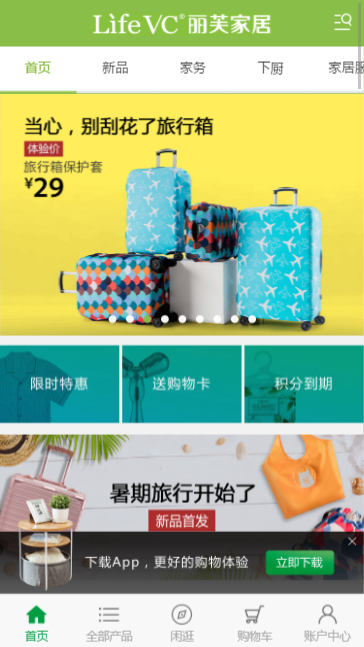 LifeVC® 丽芙家居
首页 新品 家务 下厨 家居服
当心，别刮花了旅行箱
体验价
旅行箱保护套
¥29
限时特惠 送购物卡 积分到期
暑期旅行开始了
新品首发
下载App，更好的购物体验 立即下载
首页 全部产品 闲逛 购物车 账户中心